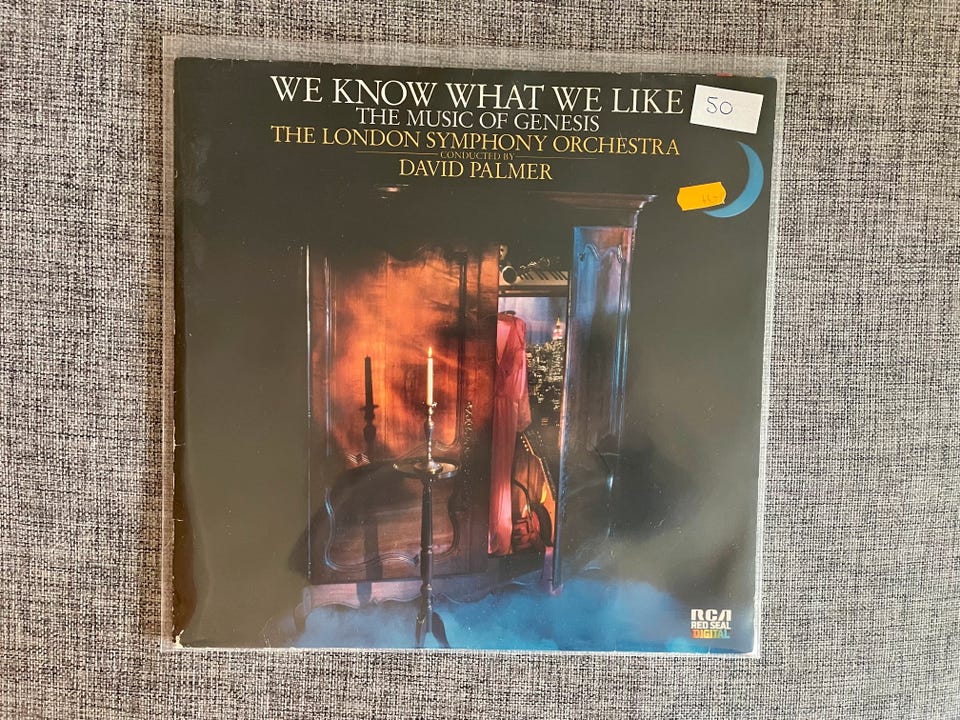 WE KNOW WHAT WE LIKE
50
THE MUSIC OF GENESIS
THE LONDON SYMPHONY ORCHESTRA
CONDUCTED BY
DAVID PALMER
RCA
RED SEAL
DIGITAL